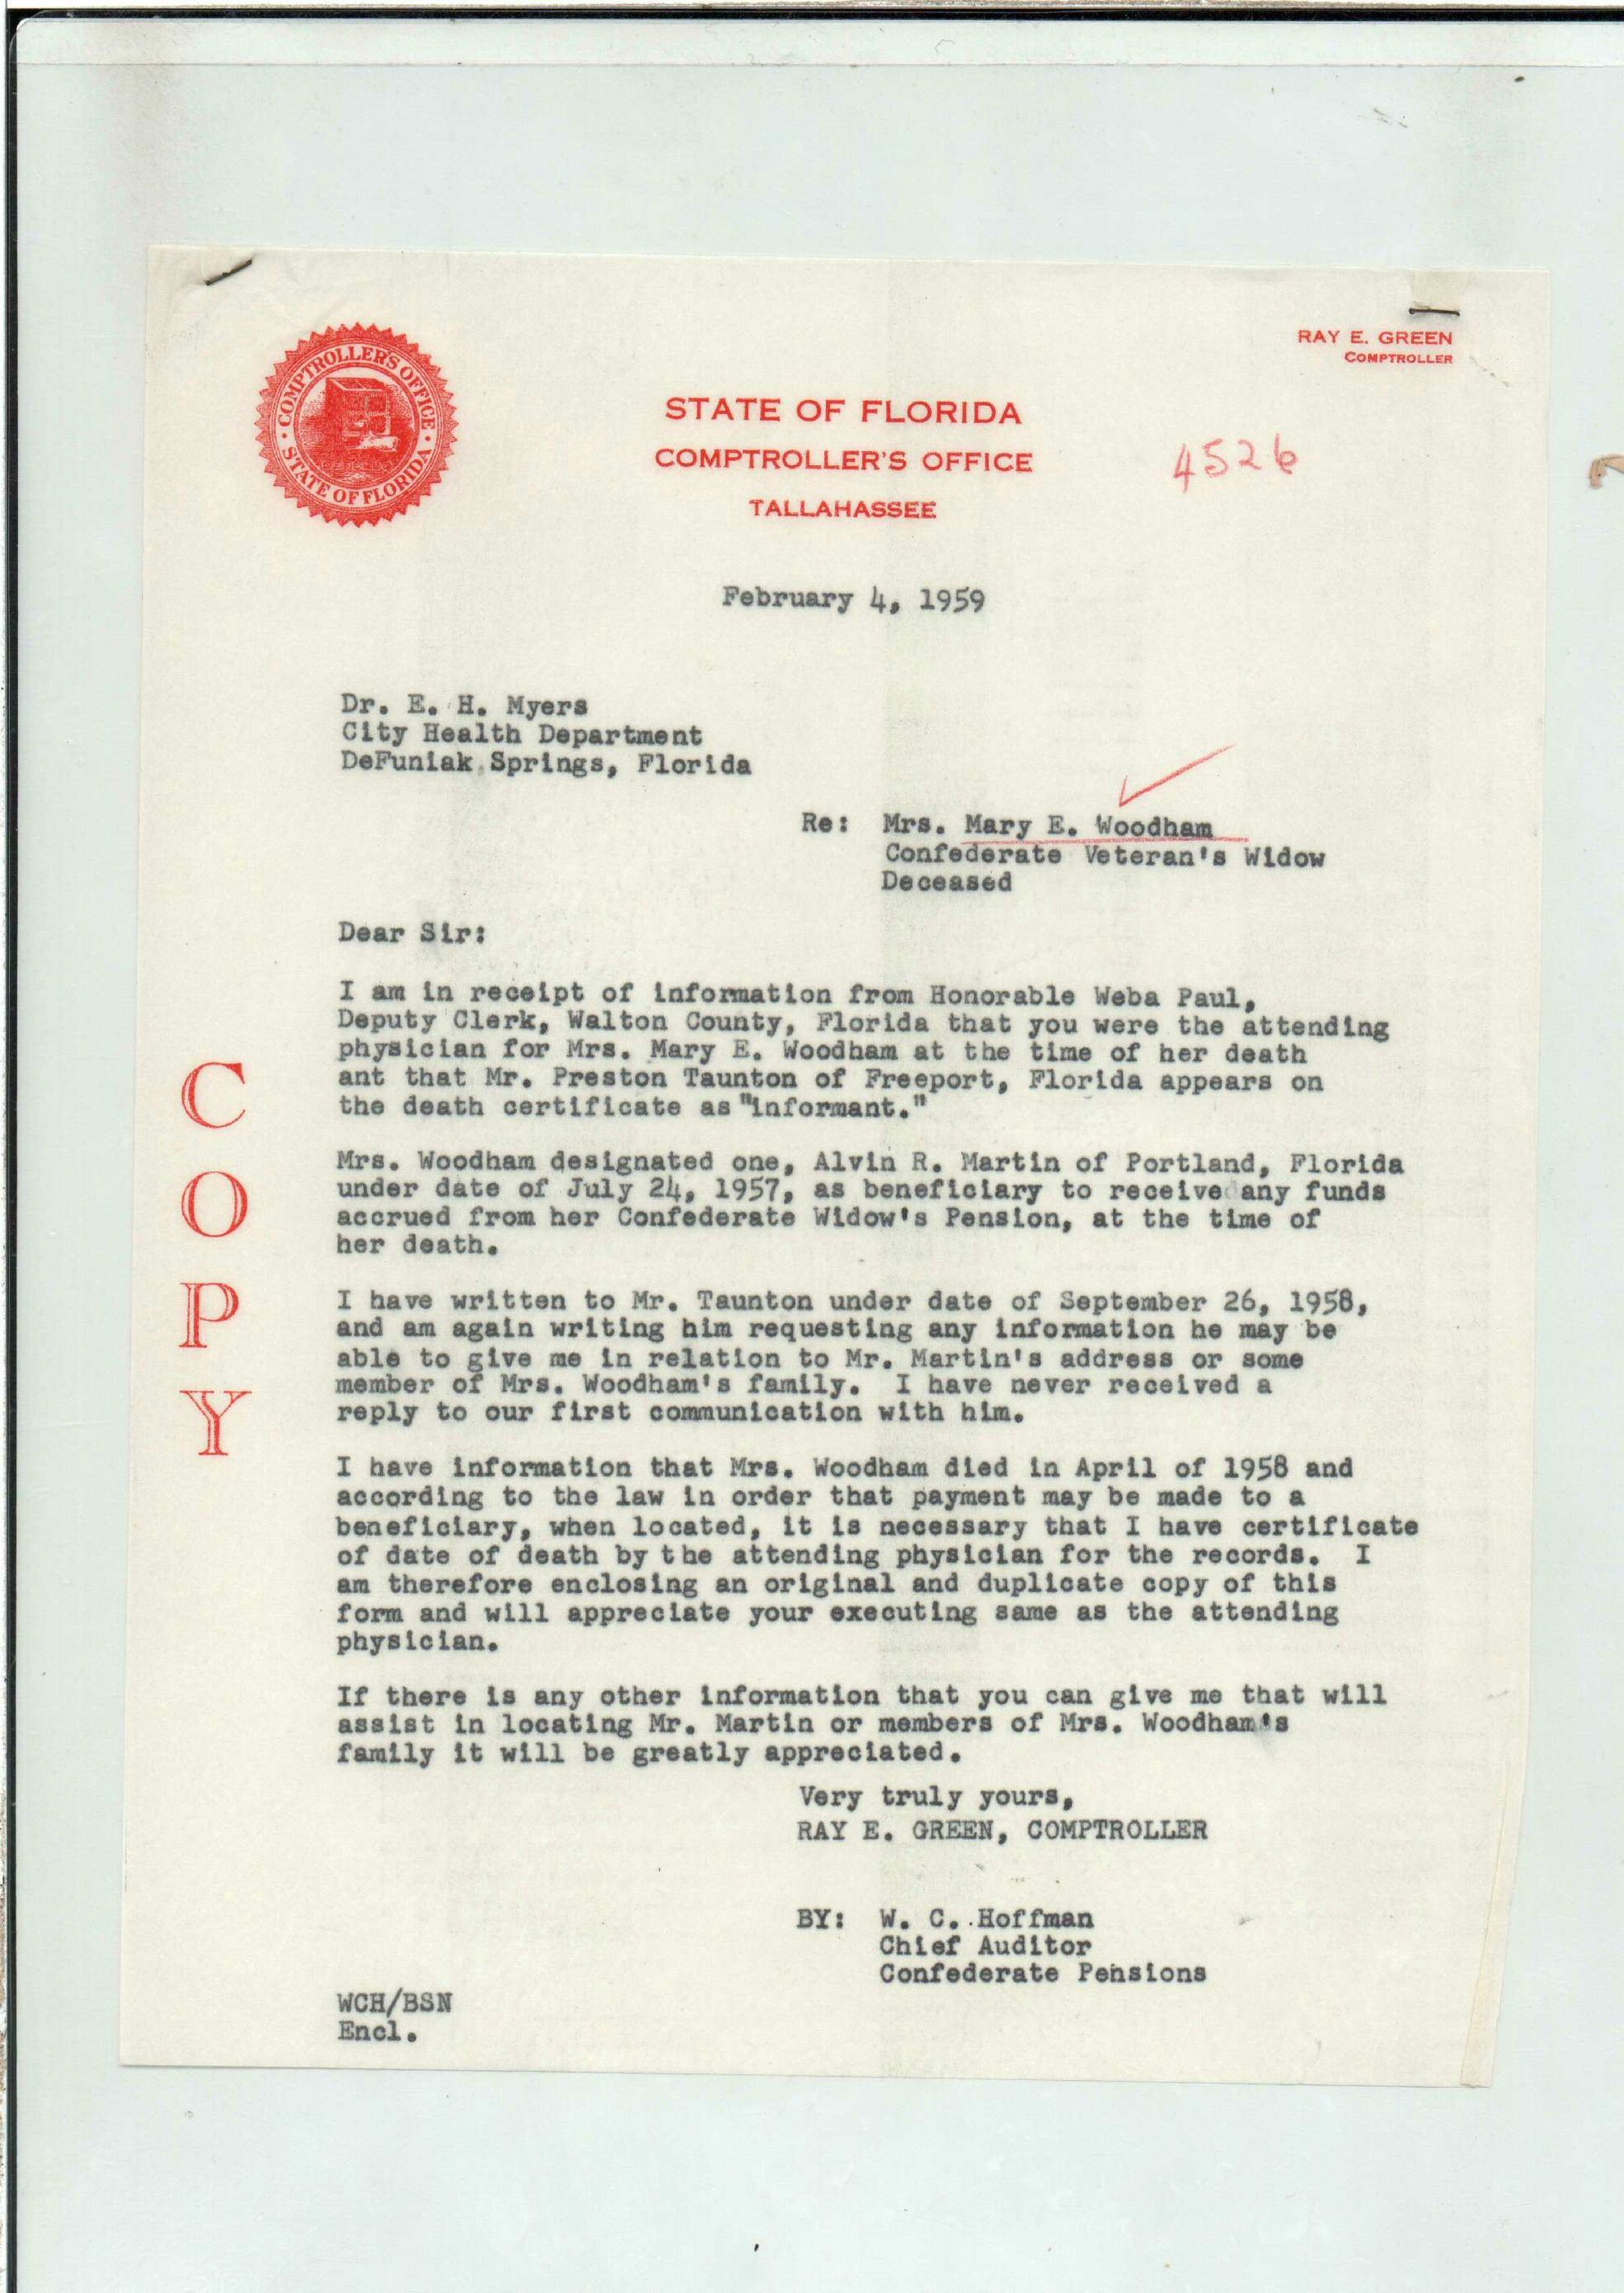 RAY E. GREEN
COMPTROLLER
COMPTROLLER'S OFFICE
STATE OF FLORIDA
STATE OF FLORIDA
COMPTROLLER'S OFFICE
TALLAHASSEE
4526
February 4, 1959
Dr. E. H. Myers
City Health Department
DeFuniak Springs, Florida
Re: Mrs. Mary E. Woodham
Confederate Veteran's Widow
Deceased
Dear Sir:
I am in receipt of information from Honorable Weba Paul,
Deputy Clerk, Walton County, Florida that you were the attending
physician for Mrs. Mary E. Woodham at the time of her death
ant that Mr. Preston Taunton of Freeport, Florida appears on
the death certificate as "informant."
Mrs. Woodham designated one, Alvin R. Martin of Portland, Florida
under date of July 24, 1957, as beneficiary to receive any funds
accrued from her Confederate Widow's Pension, at the time of
her death.
I have written to Mr. Taunton under date of September 26, 1958,
and am again writing him requesting any information he may be
able to give me in relation to Mr. Martin's address or some
member of Mrs. Woodham's family. I have never received a
reply to our first communication with him.
I have information that Mrs. Woodham died in April of 1958 and
according to the law in order that payment may be made to a
beneficiary, when located, it is necessary that I have certificate
of date of death by the attending physician for the records. I
am therefore enclosing an original and duplicate copy of this
form and will appreciate your executing same as the attending
physician.
If there is any other information that you can give me that will
assist in locating Mr. Martin or members of Mrs. Woodham's
family it will be greatly appreciated.
Very truly yours,
RAY E. GREEN, COMPTROLLER
BY: W. C. Hoffman
Chief Auditor
Confederate Pensions
WCH/BSN
Encl.
COPY